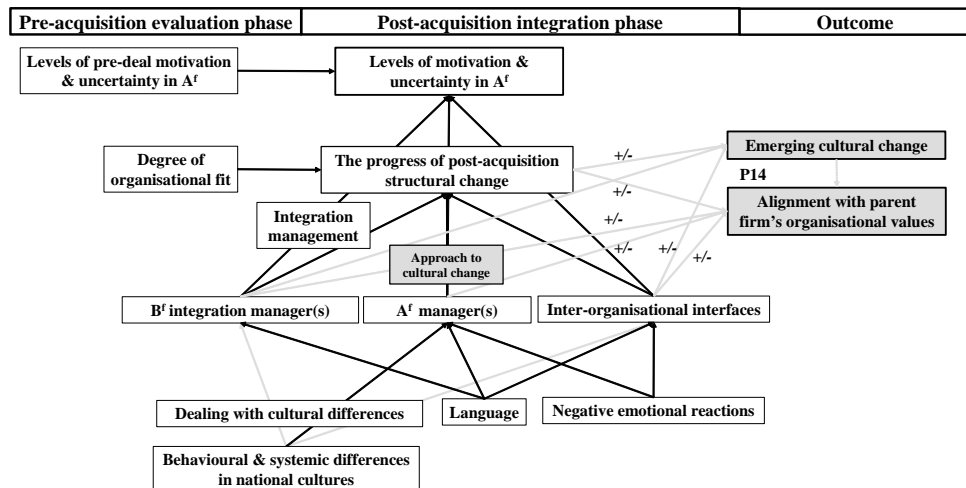 Pre-acquisition evaluation phase
Post-acquisition integration phase
Outcome
Levels of pre-deal motivation
& uncertainty in Aᶠ
Levels of motivation &
uncertainty in Aᶠ
Degree of
organisational fit
The progress of post-acquisition
structural change
+/-
Emerging cultural change
P14
+/-
Alignment with parent
firm's organisational values
Integration
management
+/-
Approach to
cultural change
+/-
+/-
+/-
Bᶠ integration manager(s)
Aᶠ manager(s)
Inter-organisational interfaces
Dealing with cultural differences
Language
Negative emotional reactions
Behavioural & systemic differences
in national cultures